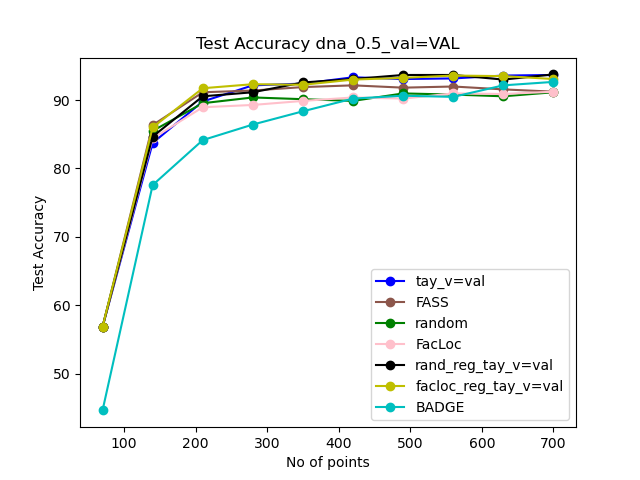 Test Accuracy dna_0.5_val=VAL
Test Accuracy
90
80
70
60
50
tay_v=val
FASS
random
FacLoc
rand_reg_tay_v=val
facloc_reg_tay_v=val
BADGE
100 200 300 400 500 600 700
No of points